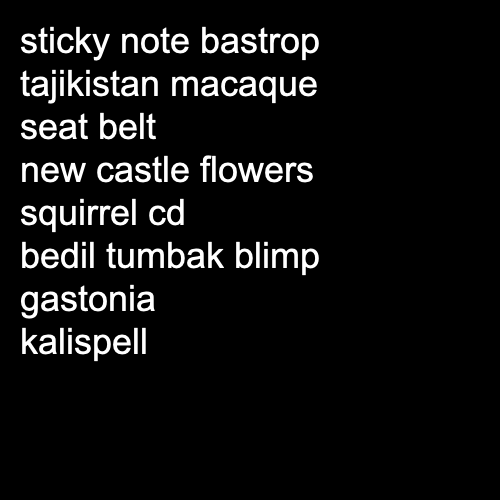 sticky note bastrop
tajikistan macaque
seat belt
new castle flowers
squirrel cd
bedil tumbak blimp
gastonia
kalispell